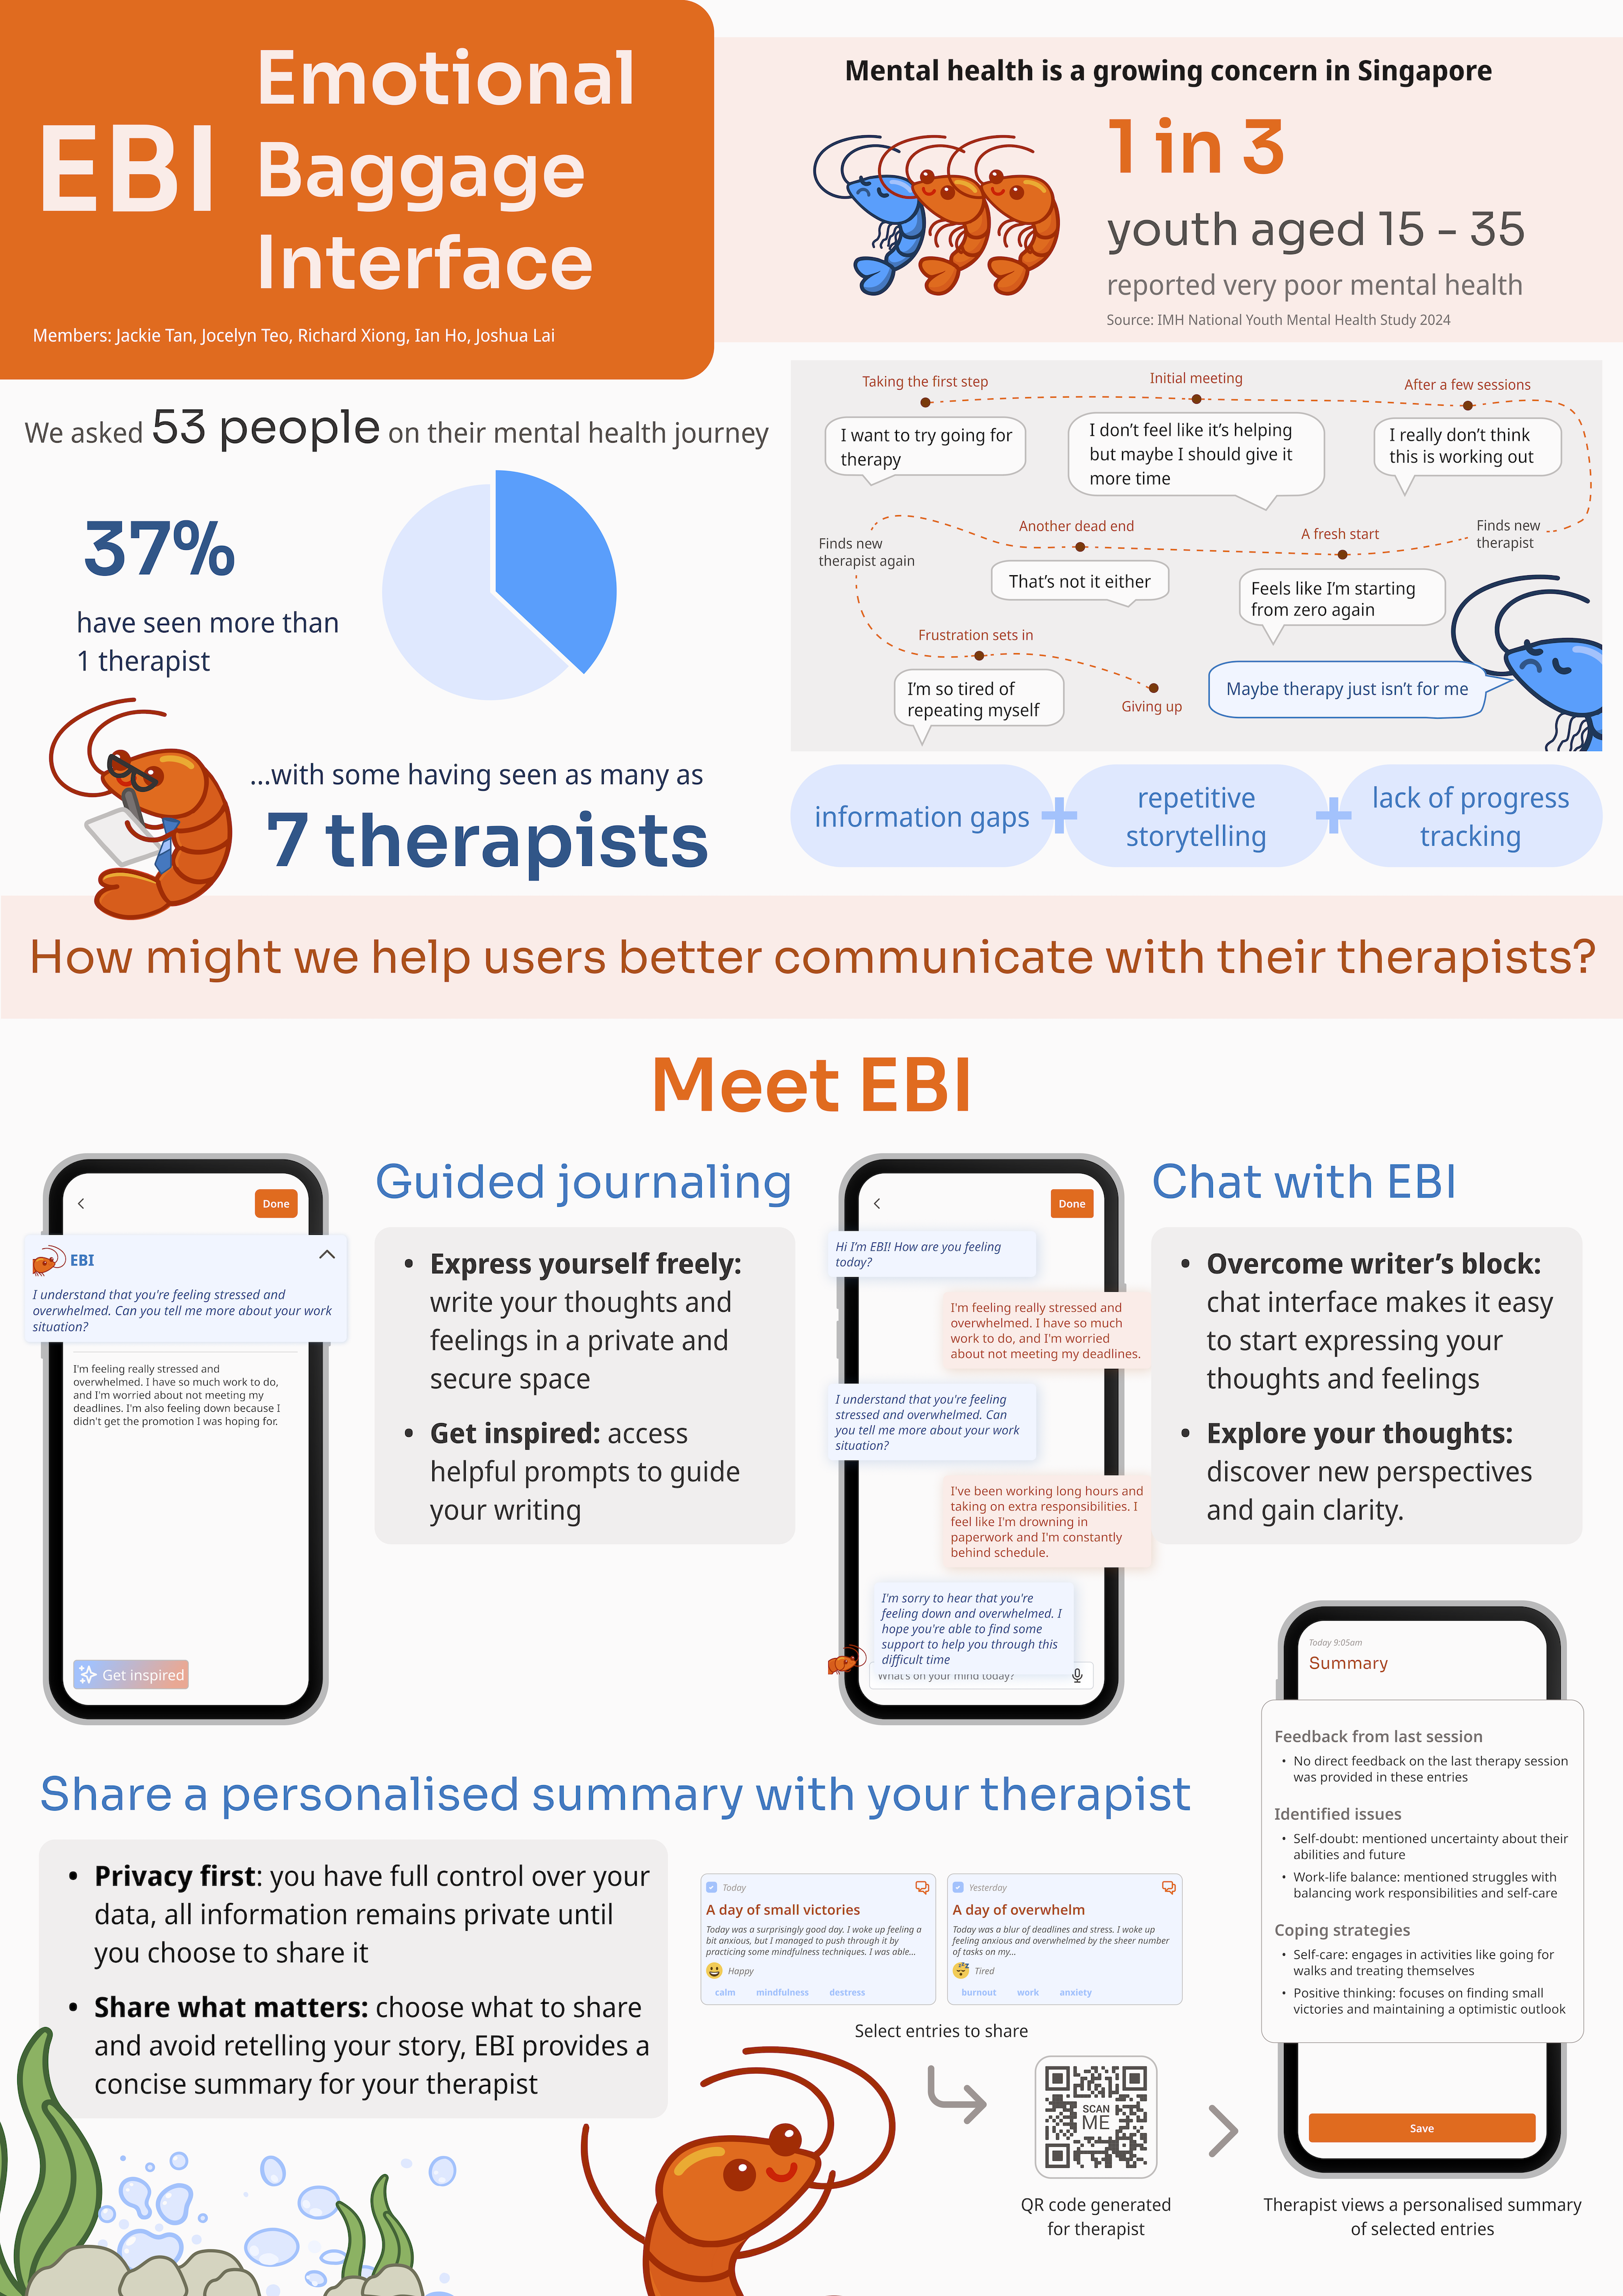 EBI
Emotional
Baggage
Interface
Members: Jackie Tan, Jocelyn Teo, Richard Xiong, Ian Ho, Joshua Lai
Mental health is a growing concern in Singapore
1 in 3
youth aged 15 - 35
reported very poor mental health
Source: IMH National Youth Mental Health Study 2024
We asked 53 people on their mental health journey
37%
have seen more than
1 therapist
...with some having seen as many as
7 therapists
Taking the first step
I want to try going for
therapy
Initial meeting
I don't feel like it's helping
but maybe I should give it
more time
After a few sessions
I really don't think
this is working out
Finds new
therapist
A fresh start
Feels like I'm starting
from zero again
Another dead end
That's not it either
Finds new
therapist again
Frustration sets in
I'm so tired of
repeating myself
Giving up
Maybe therapy just isn't for me
information gaps
+
repetitive
storytelling
+
lack of progress
tracking
How might we help users better communicate with their therapists?
Meet EBI
Done
EBI
I understand that you're feeling stressed and
overwhelmed. Can you tell me more about your work
situation?
I'm feeling really stressed and
overwhelmed. I have so much work to do,
and I'm worried about not meeting my
deadlines. I'm also feeling down because I
didn't get the promotion I was hoping for.
Get inspired
Guided journaling
• Express yourself freely:
write your thoughts and
feelings in a private and
secure space
• Get inspired: access
helpful prompts to guide
your writing
Done
Hi I'm EBI! How are you feeling
today?
I'm feeling really stressed and
overwhelmed. I have so much
work to do, and I'm worried
about not meeting my deadlines.
I understand that you're feeling
stressed and overwhelmed. Can
you tell me more about your work
situation?
I've been working long hours and
taking on extra responsibilities. I
feel like I'm drowning in
paperwork and I'm constantly
behind schedule.
I'm sorry to hear that you're
feeling down and overwhelmed. I
hope you're able to find some
support to help you through this
difficult time
What's on your mind today?
Chat with EBI
• Overcome writer's block:
chat interface makes it easy
to start expressing your
thoughts and feelings
• Explore your thoughts:
discover new perspectives
and gain clarity.
Share a personalised summary with your therapist
• Privacy first: you have full control over your
data, all information remains private until
you choose to share it
• Share what matters: choose what to share
and avoid retelling your story, EBI provides a
concise summary for your therapist
Today
A day of small victories
Today was a surprisingly good day. I woke up feeling a
bit anxious, but I managed to push through it by
practicing some mindfulness techniques. I was able...
Happy
calm mindfulness destress
Yesterday
A day of overwhelm
Today was a blur of deadlines and stress. I woke up
feeling anxious and overwhelmed by the sheer number
of tasks on my...
Tired
burnout work anxiety
Select entries to share
SCAN
ME
QR code generated
for therapist
Today 9:05am
Summary
Feedback from last session
• No direct feedback on the last therapy session
was provided in these entries
Identified issues
• Self-doubt: mentioned uncertainty about their
abilities and future
• Work-life balance: mentioned struggles with
balancing work responsibilities and self-care
Coping strategies
• Self-care: engages in activities like going for
walks and treating themselves
• Positive thinking: focuses on finding small
victories and maintaining a optimistic outlook
Save
Therapist views a personalised summary
of selected entries